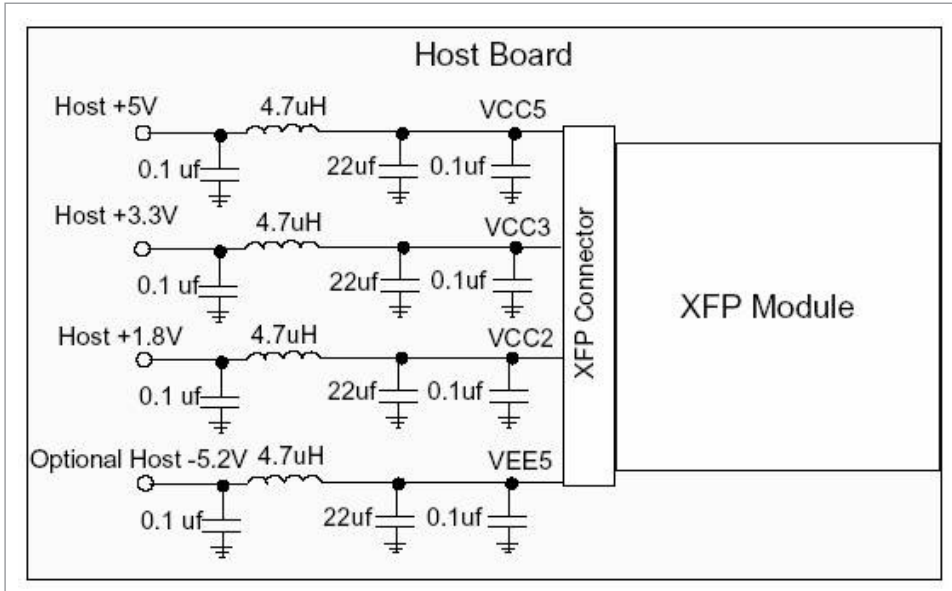 Host Board
Host +5V
4.7uH
VCC5
0.1 uf
22uf
0.1uf
Host +3.3V
4.7uH
VCC3
0.1 uf
22uf
0.1uf
Host +1.8V
4.7uH
VCC2
0.1 uf
22uf
0.1uf
Optional Host -5.2V
4.7uH
VEE5
0.1 uf
22uf
0.1uf
XFP Connector
XFP Module